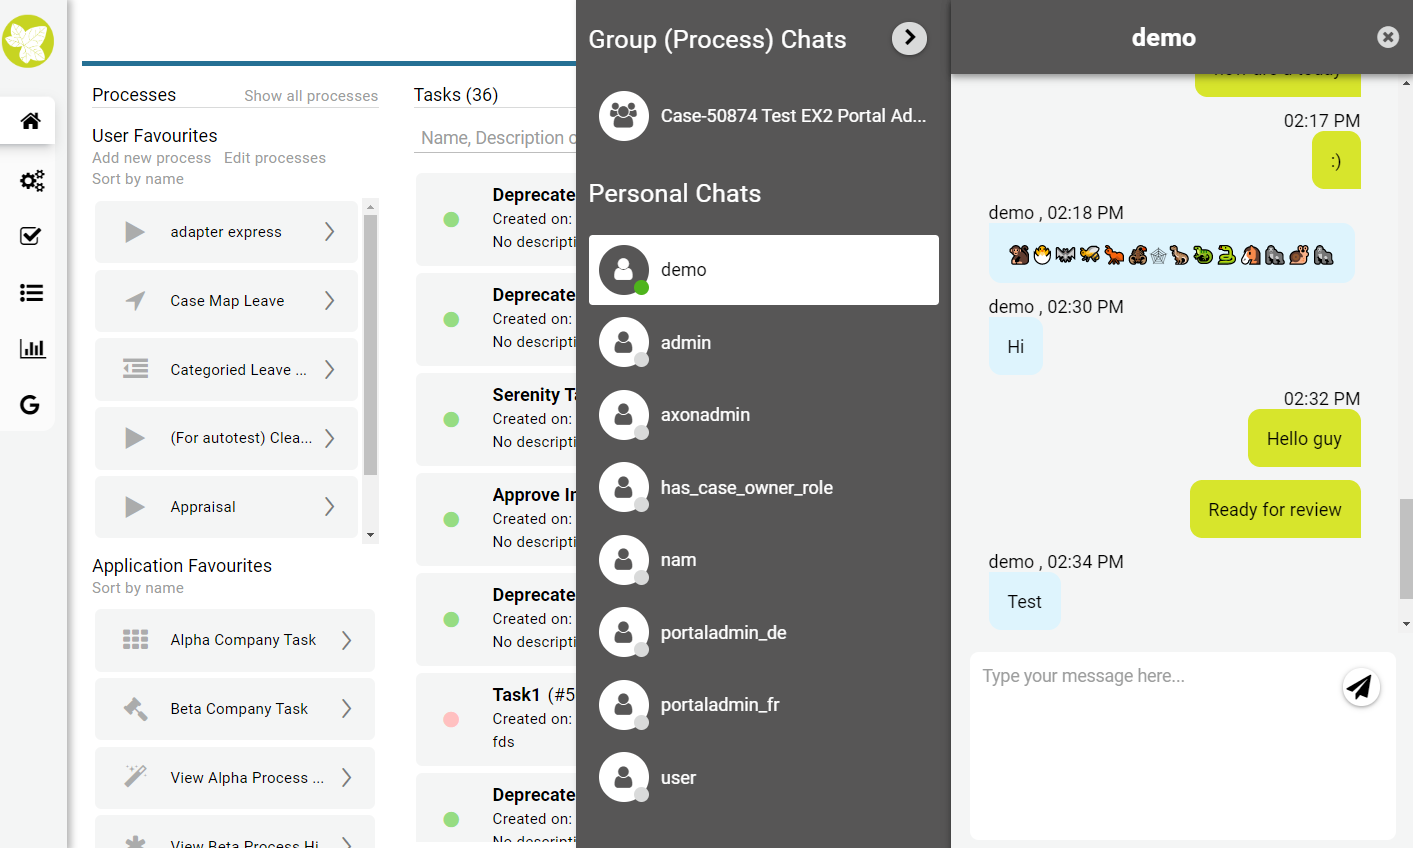 Processes
Show all processes
User Favourites
Add new process Edit processes
Sort by name
adapter express
Case Map Leave
Categoried Leave ...
(For autotest) Clea...
Appraisal
Application Favourites
Sort by name
Alpha Company Task
Beta Company Task
View Alpha Process ...
View Beta Process Hi
Tasks (36)
Name, Description o
Deprecate
Created on:
No descripti
Deprecate
Created on:
No descripti
Serenity Ta
Created on:
No descripti
Approve In
Created on:
No descripti
Deprecate
Created on:
No descripti
Task1 (#5
Created on:
fds
Deprecate
Created on:
No descripti
Group (Process) Chats
Case-50874 Test EX2 Portal Ad...
Personal Chats
demo
admin
axonadmin
has_case_owner_role
nam
portaladmin_de
portaladmin_fr
user
demo
how are u today
02:17 PM
:)
demo , 02:18 PM
demo , 02:30 PM
Hi
02:32 PM
Hello guy
Ready for review
demo , 02:34 PM
Test
Type your message here...